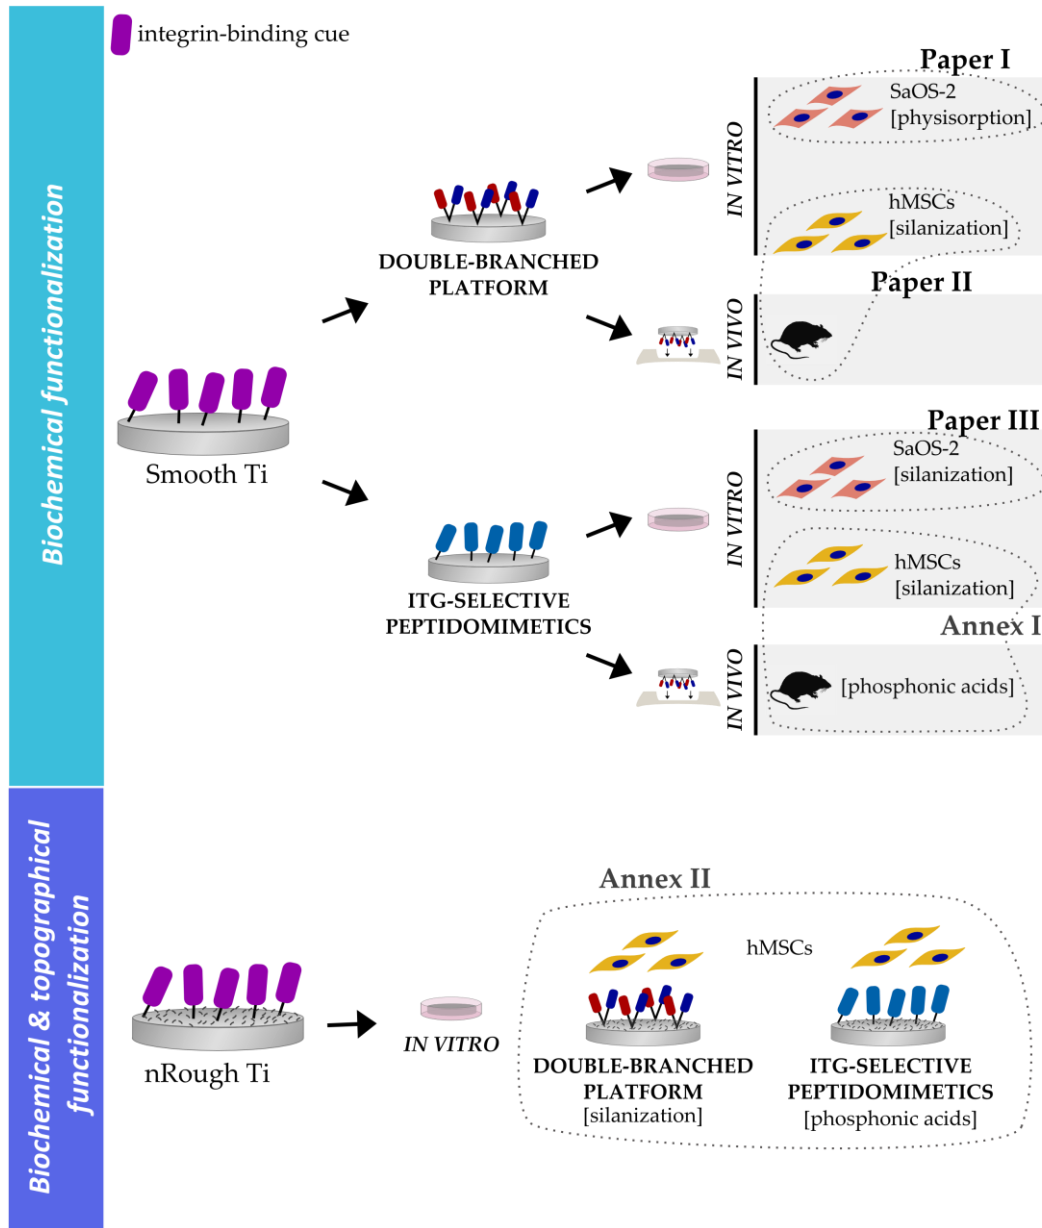 integrin-binding cue
Biochemical functionalization
Smooth Ti
DOUBLE-BRANCHED
PLATFORM
IN VITRO
Paper I
SaOS-2
[physisorption]
hMSCs
[silanization]
Paper II
IN VIVO
ITG-SELECTIVE
PEPTIDOMIMETICS
IN VITRO
Paper III
SaOS-2
[silanization]
hMSCs
[silanization]
Annex I
IN VIVO
[phosphonic acids]
Biochemical & topographical
functionalization
nRough Ti
IN VITRO
Annex II
hMSCs
DOUBLE-BRANCHED
PLATFORM
[silanization]
ITG-SELECTIVE
PEPTIDOMIMETICS
[phosphonic acids]